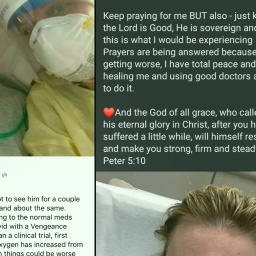 Keep praying for me BUT also - just k
the Lord is Good, He is sovereign and
this is what I would be experiencing
Prayers are being answered because
getting worse, I have total peace and
healing me and using good doctors a
to do it.
❤️And the God of all grace, who calle
his eternal glory in Christ, after you h
suffered a little while, will himself res
and make you strong, firm and stead
Peter 5:10
t to see him for a couple
and about the same.
ng to the normal meds
vid with a Vengeance
an a clinical trial, first
xygen has increased from
n things could be worse